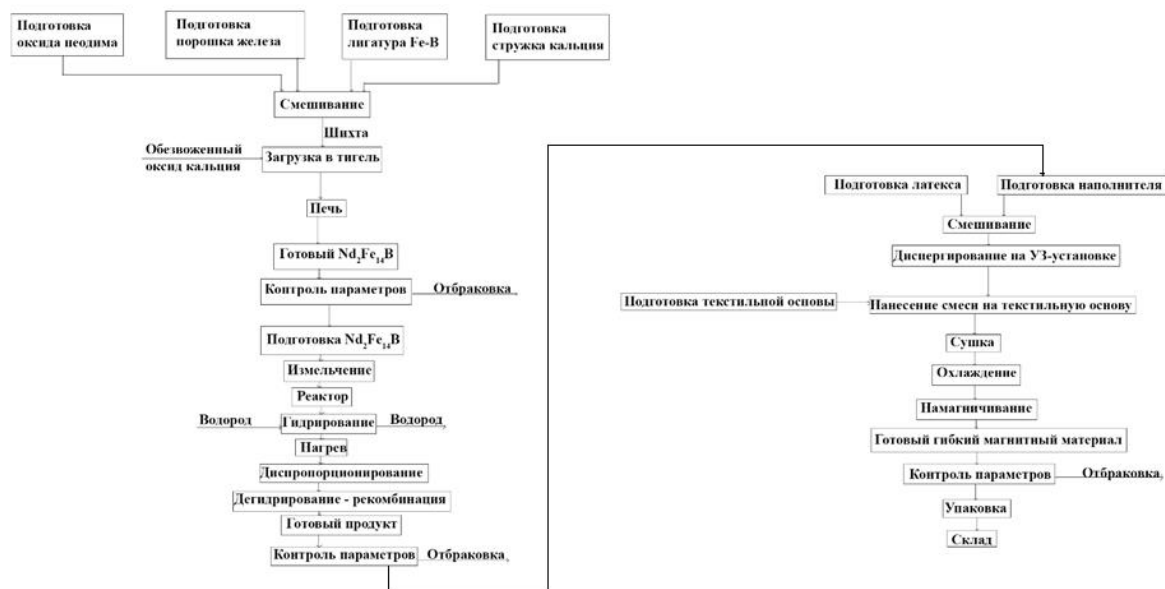 Подготовка
оксида неодима
Подготовка
порошка железа
Подготовка
лигатура Fe-B
Подготовка
стружка кальция
Смешивание
Шихта
Обезвоженный
оксид кальция
Загрузка в тигель
Печь
Готовый Nd₂Fe₁₄B
Контроль параметров
Отбраковка
Подготовка Nd₂Fe₁₄B
Измельчение
Реактор
Водород
Гидрирование
Водород
Нагрев
Диспропорционирование
Дегидрирование - рекомбинация
Готовый продукт
Контроль параметров
Отбраковка
Подготовка латекса
Подготовка наполнителя
Смешивание
Диспергирование на УЗ-установке
Подготовка текстильной основы
Нанесение смеси на текстильную основу
Сушка
Охлаждение
Намагничивание
Готовый гибкий магнитный материал
Контроль параметров
Отбраковка
Упаковка
Склад